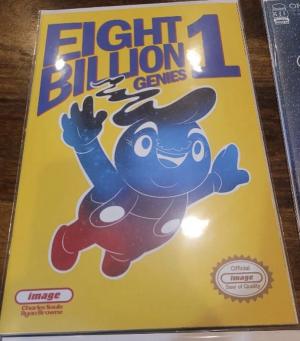 EIGHT
BILLION 1
GENIES
image
Charles Soule
Ryan Browne
Official
image
Seal of Quality